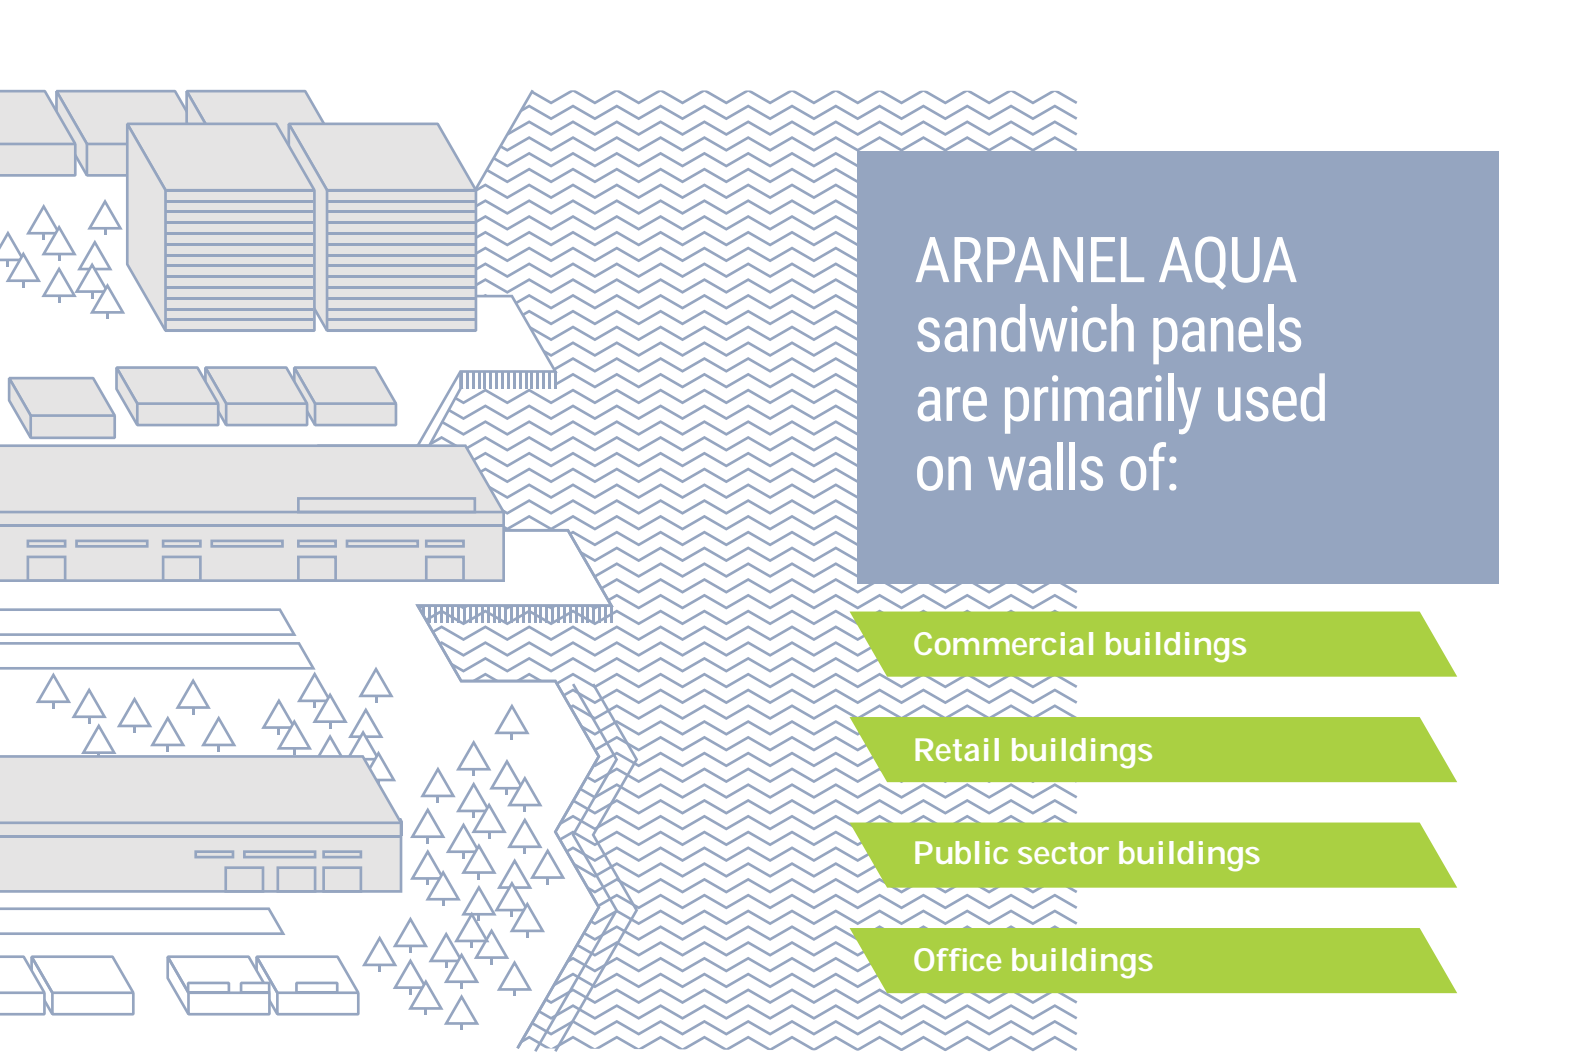 ARPANEL AQUA
sandwich panels
are primarily used
on walls of:
Commercial buildings
Retail buildings
Public sector buildings
Office buildings